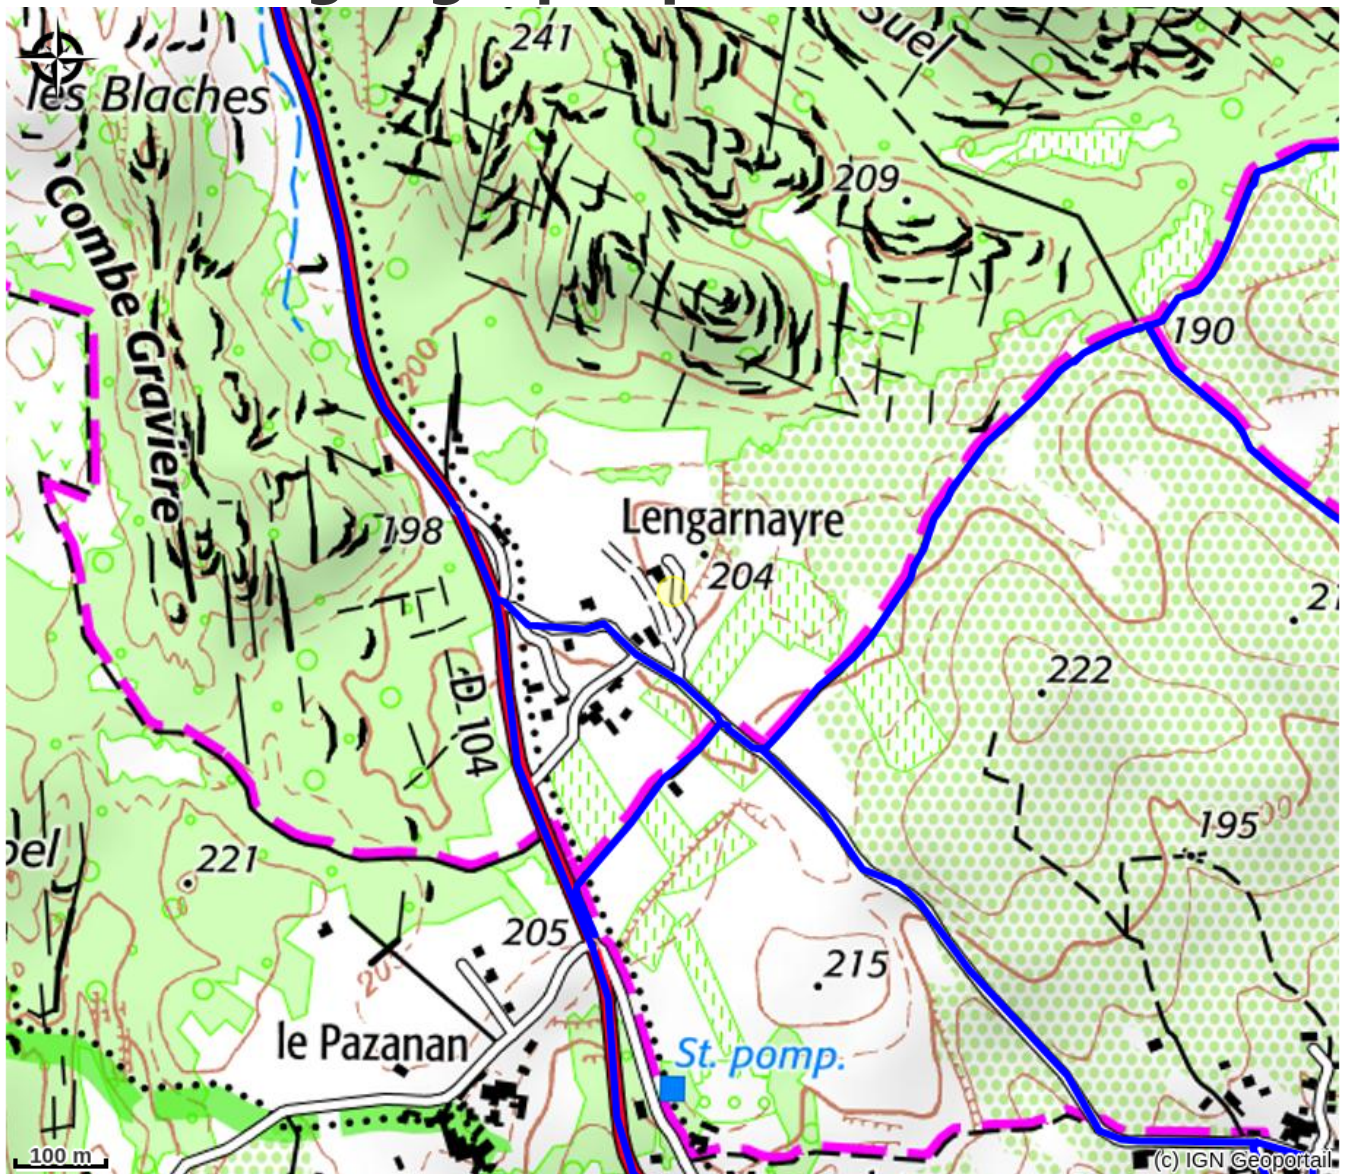 241
Suel
les Blaches
209
Combe Gravière
190
200
Lengarnayre
198
204
222
D 104
195
221
205
215
le Pazanan
St. pomp.
100 m
(c) IGN Geoportail